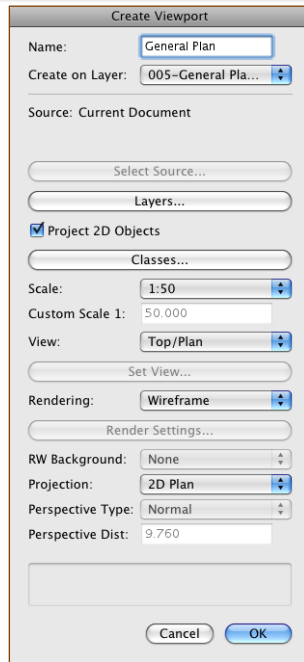 Create Viewport
Name: General Plan
Create on Layer: 005-General Pla...
Source: Current Document
Select Source...
Layers...
Project 2D Objects
Classes...
Scale: 1:50
Custom Scale 1: 50.000
View: Top/Plan
Set View...
Rendering: Wireframe
Render Settings...
RW Background: None
Projection: 2D Plan
Perspective Type: Normal
Perspective Dist: 9.760
Cancel OK